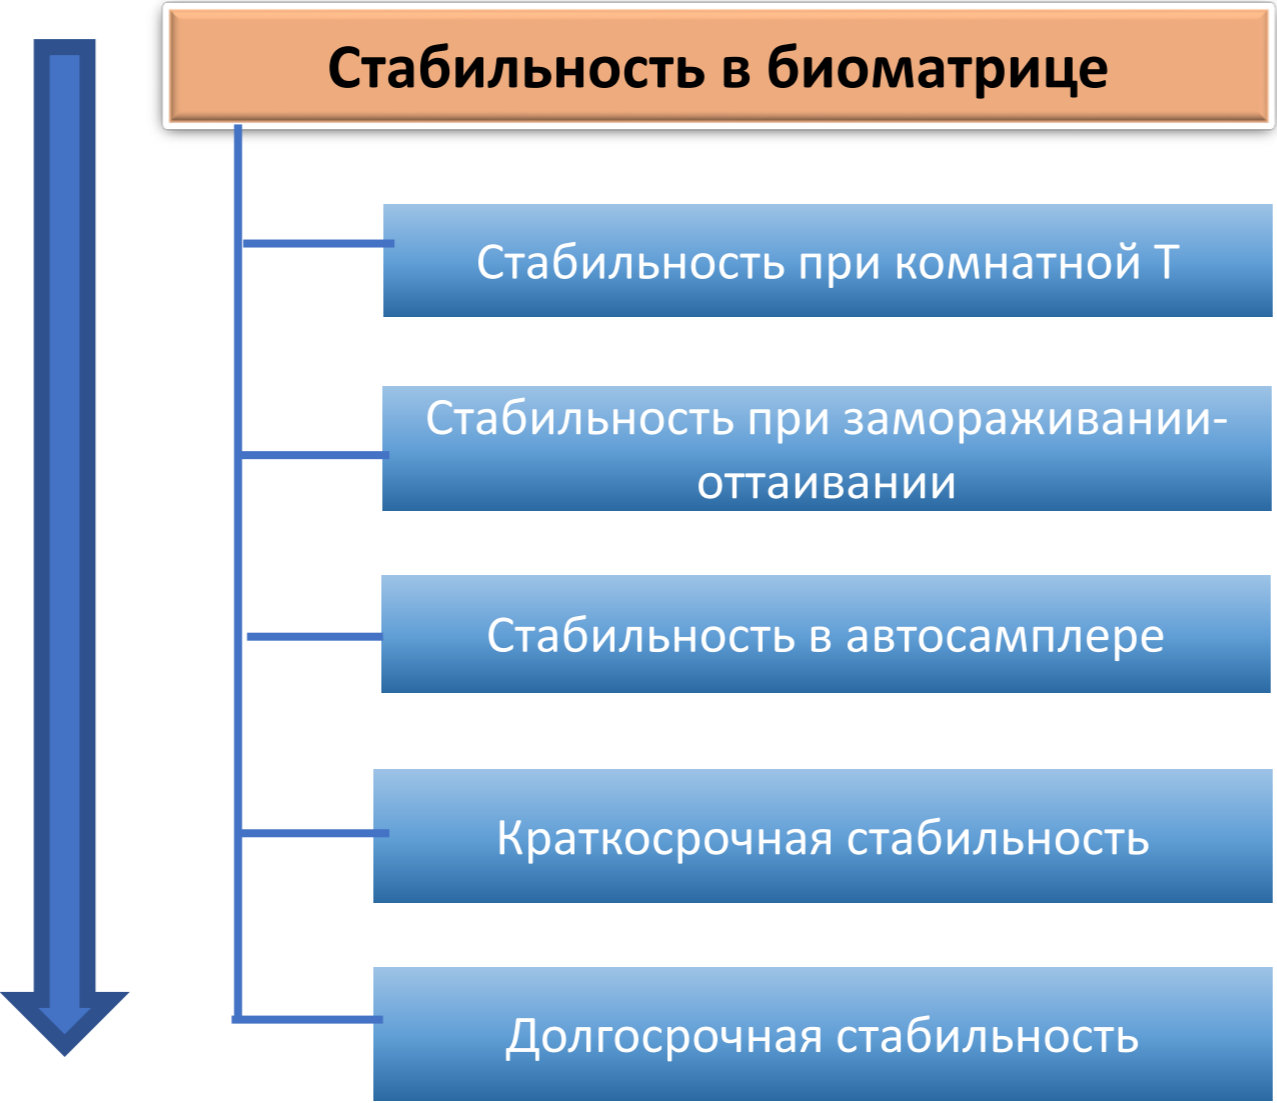 Стабильность в биоматрице
Стабильность при комнатной Т
Стабильность при замораживании-
оттаивании
Стабильность в автосамплере
Краткосрочная стабильность
Долгосрочная стабильность